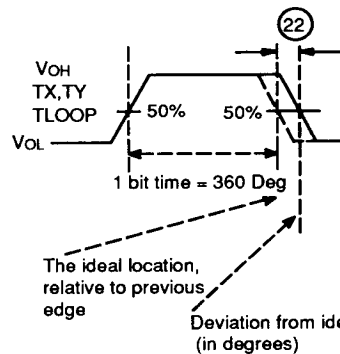 22
VOH
TX,TY
TLOOP
50%
50%
VOL
1 bit time = 360 Deg
The ideal location,
relative to previous
edge
Deviation from ide
(in degrees)